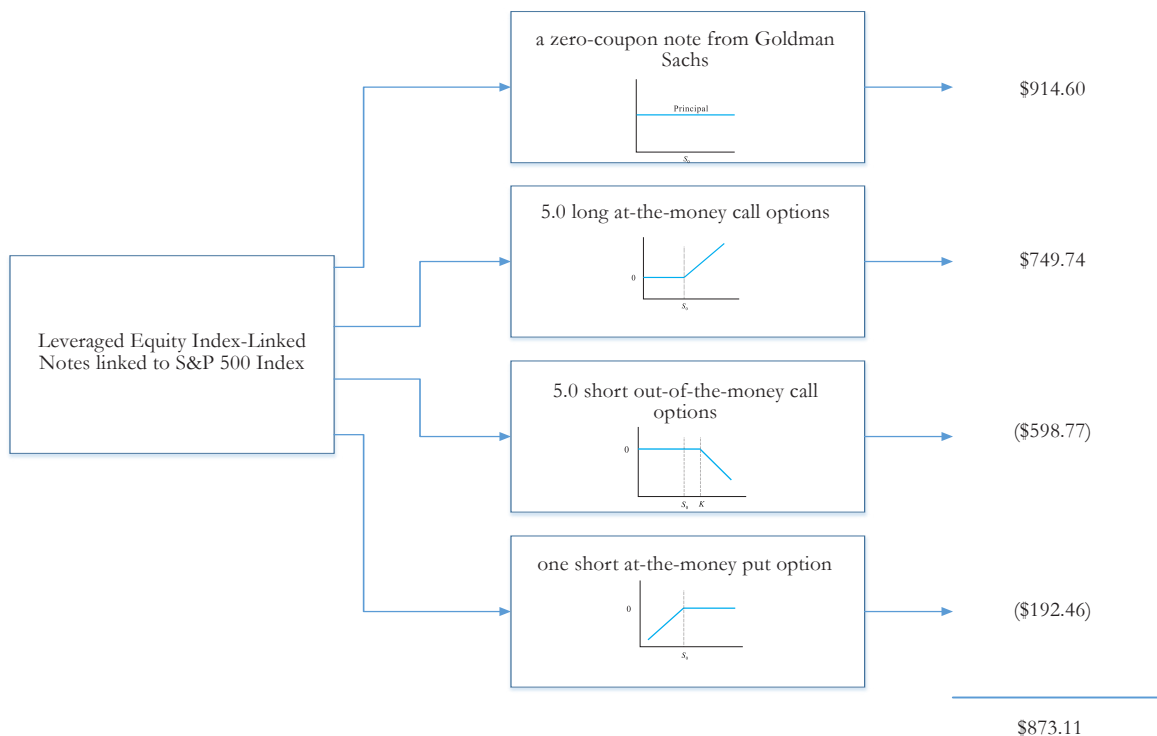 a zero-coupon note from Goldman
Sachs
Principal
S₀
$914.60
5.0 long at-the-money call options
0
S₀
$749.74
Leveraged Equity Index-Linked
Notes linked to S&P 500 Index
5.0 short out-of-the-money call
options
0
S₀ K
($598.77)
one short at-the-money put option
0
S₀
($192.46)
$873.11